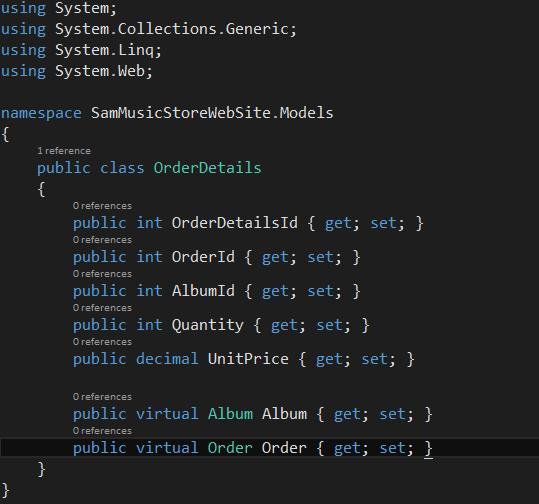 using System;
using System.Collections.Generic;
using System.Linq;
using System.Web;
namespace SamMusicStoreWebSite.Models
{
1 reference
public class OrderDetails
{
0 references
public int OrderDetailsId { get; set; }
0 references
public int OrderId { get; set; }
0 references
public int AlbumId { get; set; }
0 references
public int Quantity { get; set; }
0 references
public decimal UnitPrice { get; set; }
0 references
public virtual Album Album { get; set; }
0 references
public virtual Order Order { get; set; }
}
}